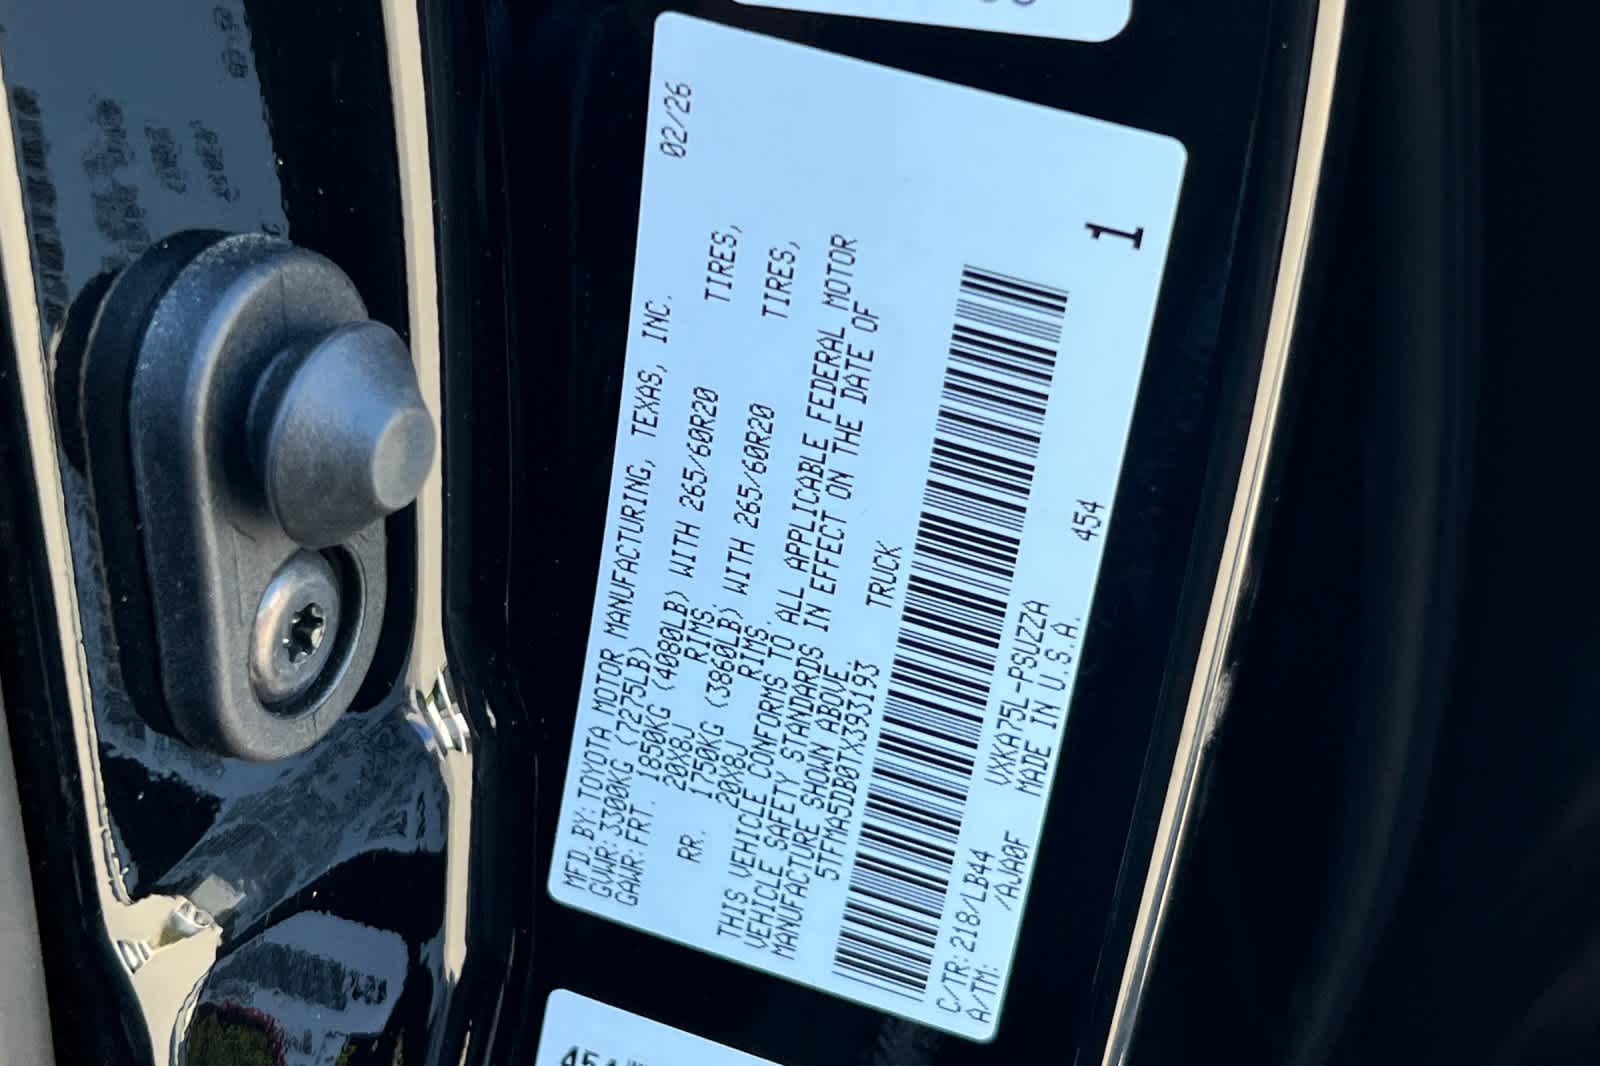 MFD BY: TOYOTA MOTOR MANUFACTURING, TEXAS, INC. 02/26
GVWR: 3300KG (7275LB)
GAWR: FRT. 1850KG (4080LB) WITH 265/60R20 TIRES,
20X8J RIMS.
RR. 1750KG (3860LB) WITH 265/60R20 TIRES,
20X8J RIMS.
THIS VEHICLE CONFORMS TO ALL APPLICABLE FEDERAL MOTOR
VEHICLE SAFETY STANDARDS IN EFFECT ON THE DATE OF
MANUFACTURE SHOWN ABOVE.
5TFMA5DB0TX393193 TRUCK
C/TR: 218/LB44 VXKA75L-PSUZZA 454 1
A/TM: /AJA0F MADE IN U.S.A.
454